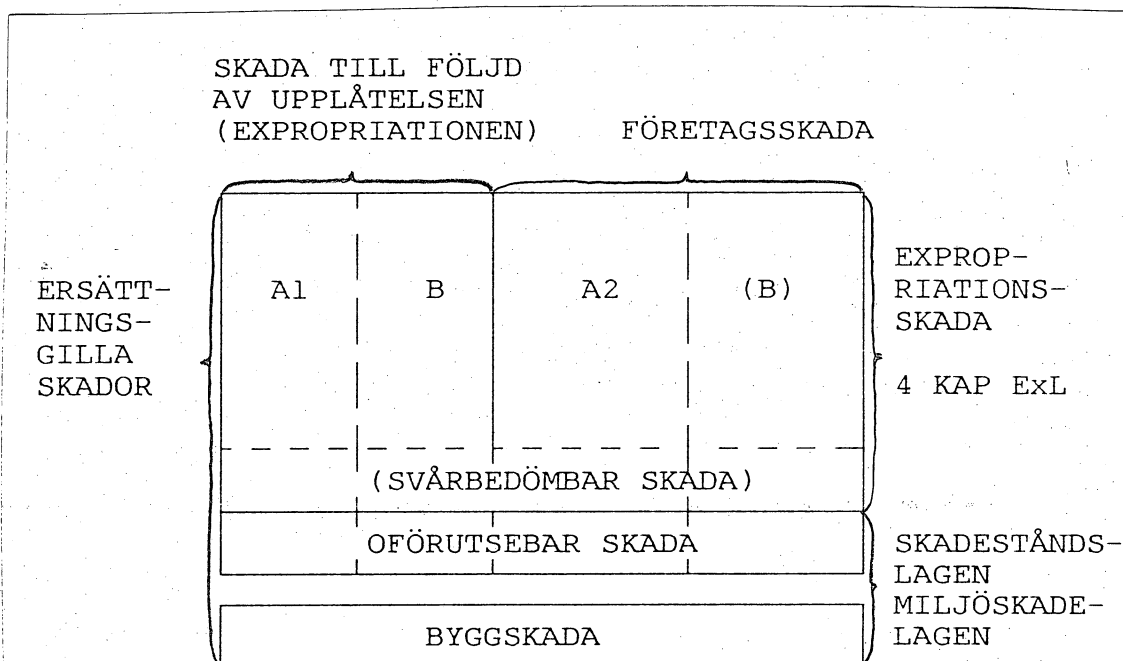 SKADA TILL FÖLJD
AV UPPLÅTELSEN
(EXPROPRIATIONEN)
FÖRETAGSSKADA
ERSÄTT-
NINGS-
GILLA
SKADOR
A1
B
A2
(B)
EXPROP-
RIATIONS-
SKADA
4 KAP ExL
(SVÅRBEDÖMBAR SKADA)
OFÖRUTSEBAR SKADA
SKADESTÅNDS-
LAGEN
MILJÖSKADE-
LAGEN
BYGGSKADA